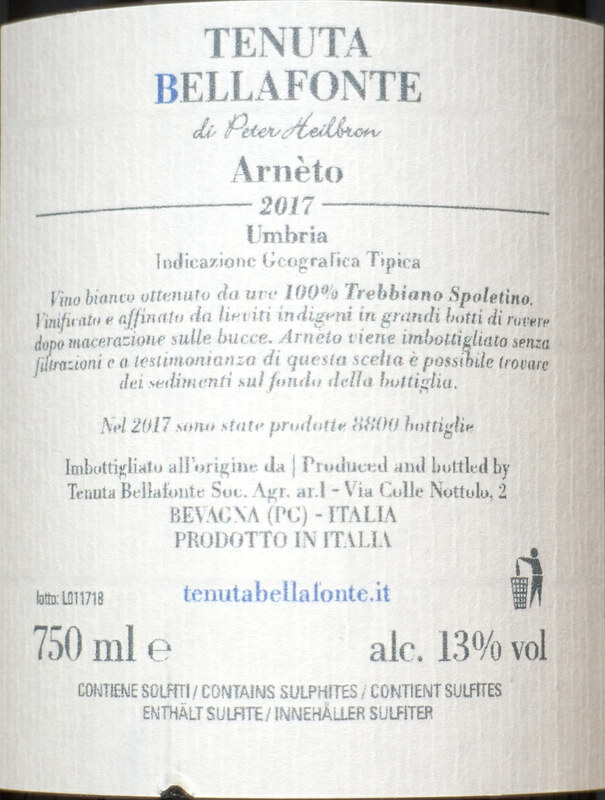 TENUTA
BELLAFONTE
di Peter Heilbron
Arnèto
2017
Umbria
Indicazione Geografica Tipica
Vino bianco ottenuto da uve 100% Trebbiano Spoletino.
Vinificato e affinato da lieviti indigeni in grandi botti di rovere
dopo macerazione sulle bucce. Arnèto viene imbottigliato senza
filtrazioni e a testimonianza di questa scelta è possibile trovare
dei sedimenti sul fondo della bottiglia.
Nel 2017 sono state prodotte 8800 bottiglie
Imbottigliato all'origine da | Produced and bottled by
Tenuta Bellafonte Soc. Agr. ar.l - Via Colle Nottolo, 2
BEVAGNA (PG) - ITALIA
PRODOTTO IN ITALIA
lotto: L011718
tenutabellafonte.it
750 ml e
alc. 13% vol
CONTIENE SOLFITI / CONTAINS SULPHITES / CONTIENT SULFITES
ENTHÄLT SULFITE / INNEHÅLLER SULFITER